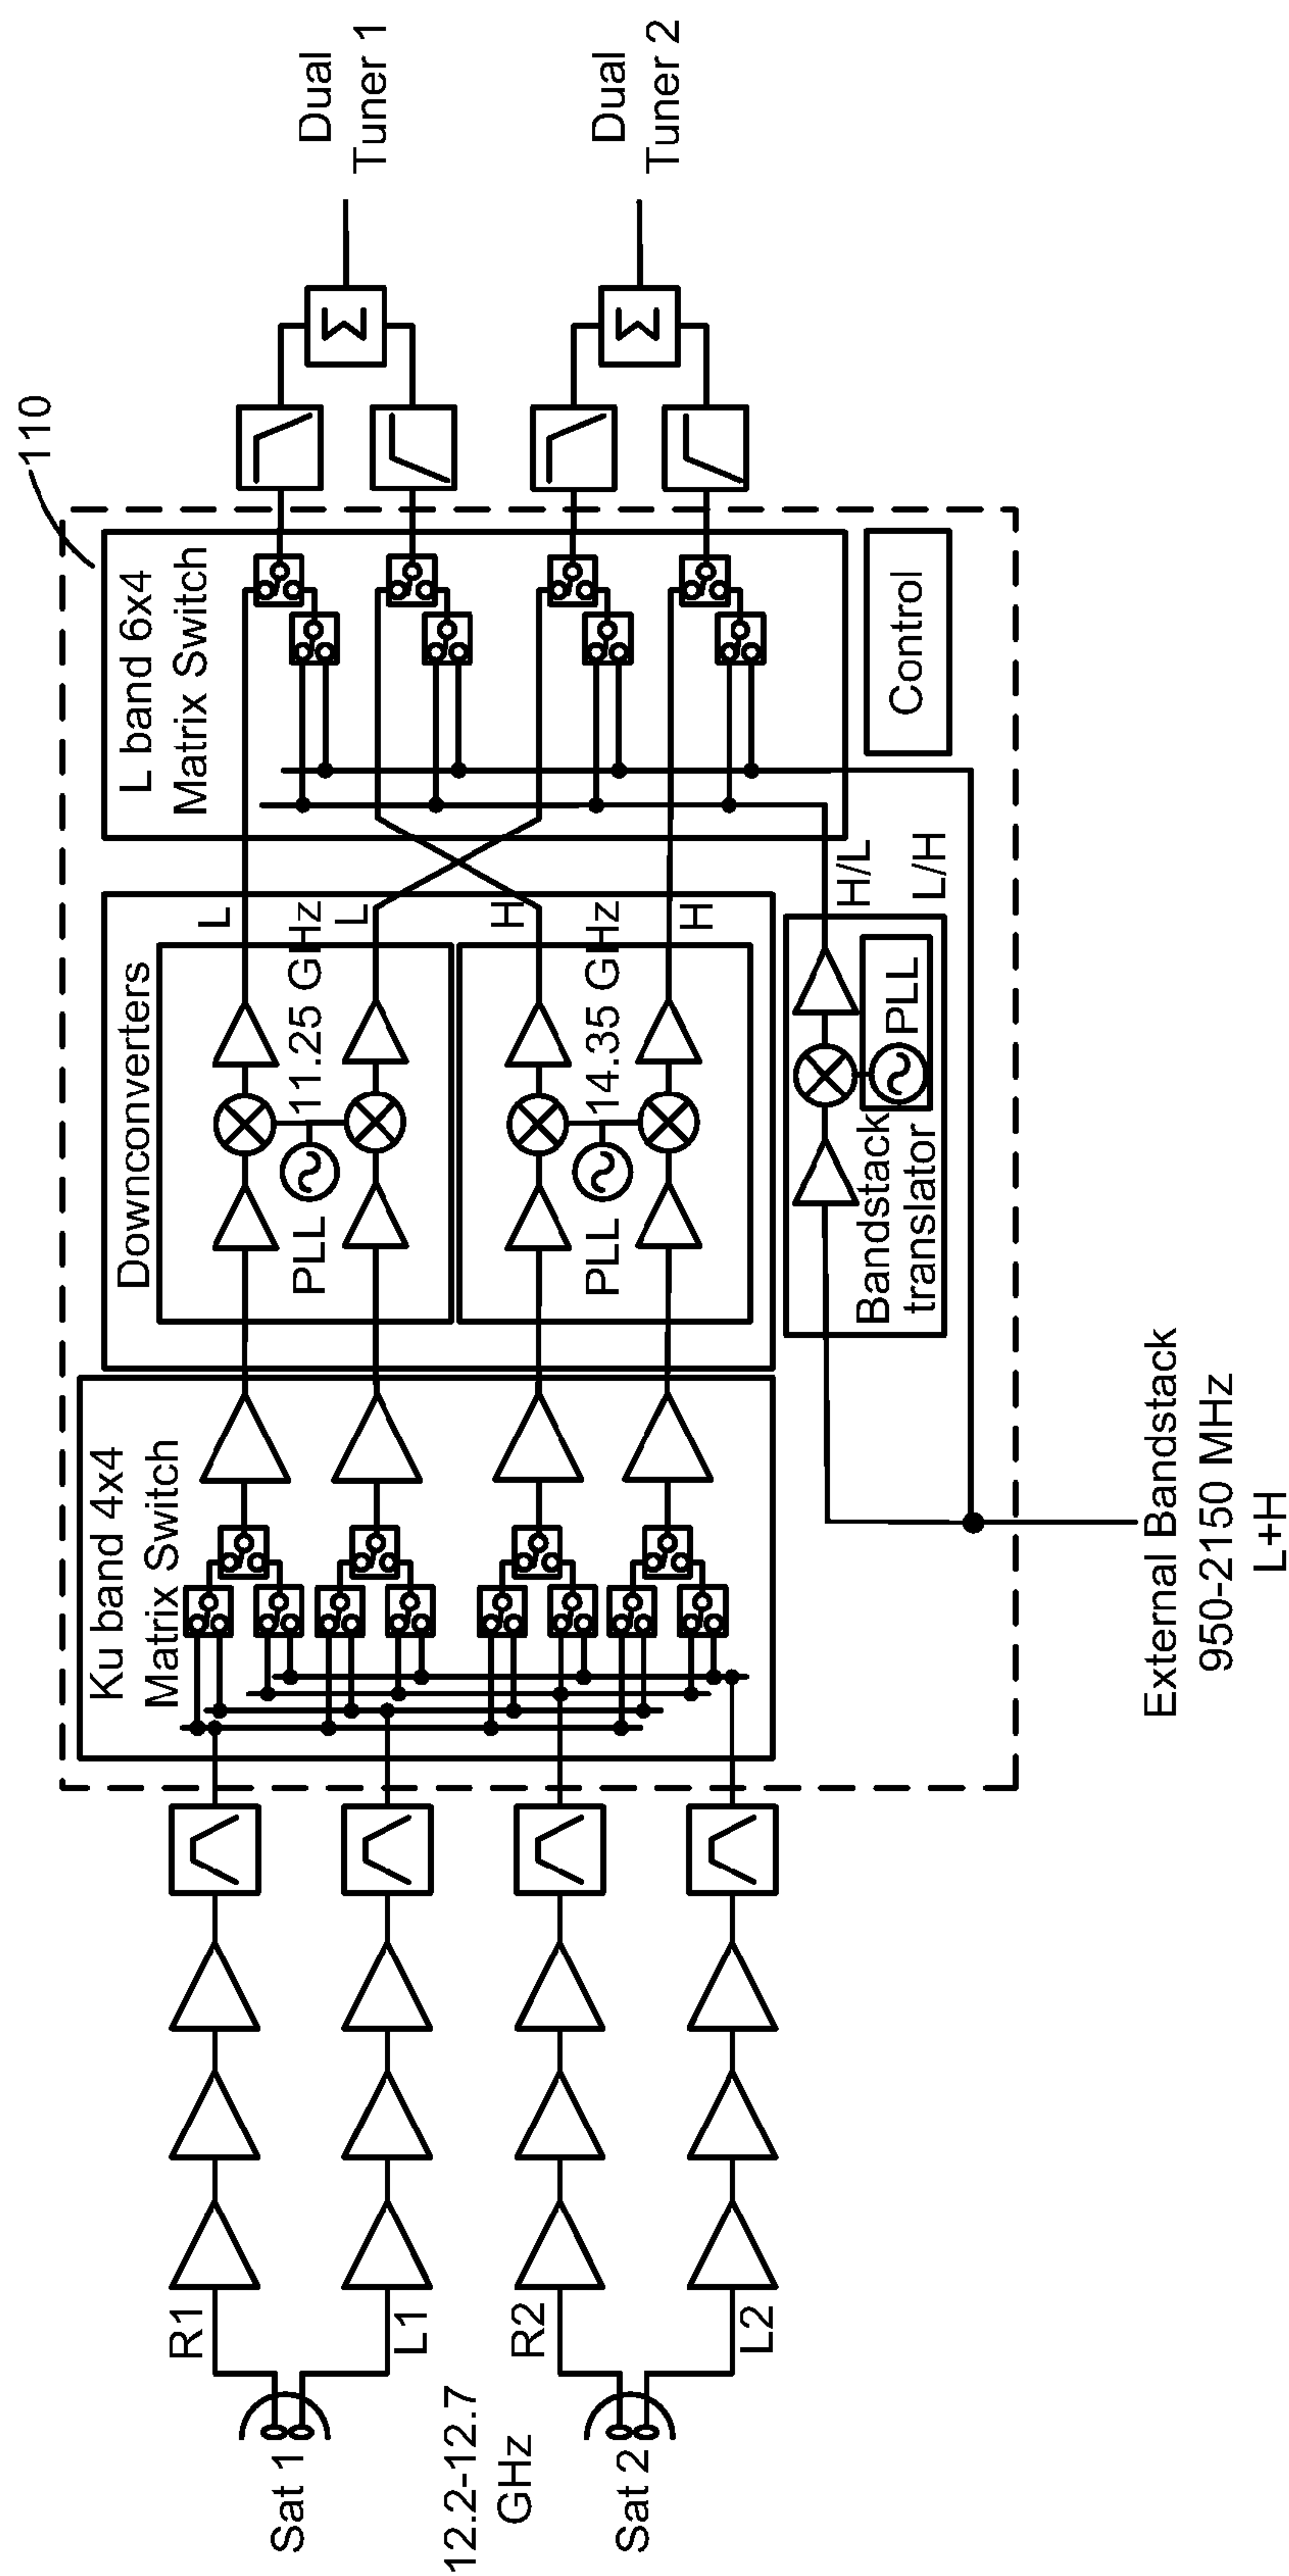 110
Sat 1
R1
L1
12.2-12.7
GHz
Sat 2
R2
L2
Ku band 4x4
Matrix Switch
Downconverters
PLL
11.25 GHz
L
L
PLL
14.35 GHz
H
H
Bandstack
translator
PLL
H/L
L/H
L band 6x4
Matrix Switch
Control
Σ
Dual
Tuner 1
Σ
Dual
Tuner 2
External Bandstack
950-2150 MHz
L+H